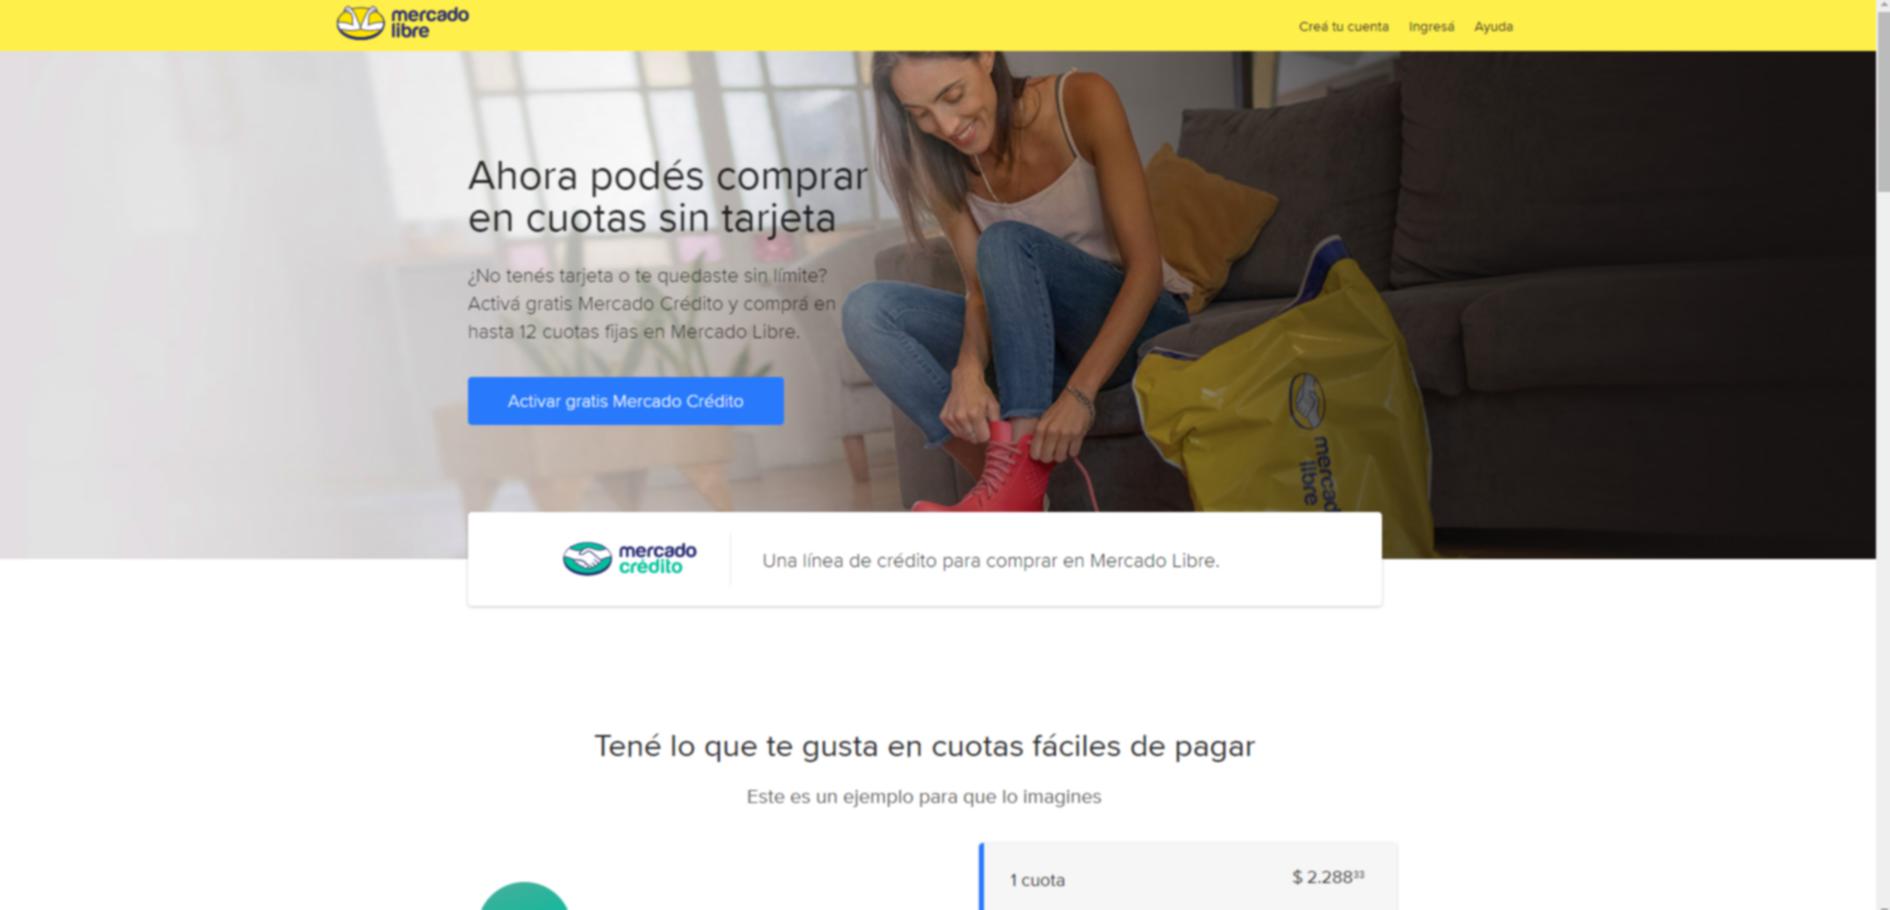 mercado
libre
Creá tu cuenta Ingresá Ayuda
Ahora podés comprar
en cuotas sin tarjeta
¿No tenés tarjeta o te quedaste sin límite?
Activá gratis Mercado Crédito y comprá en
hasta 12 cuotas fijas en Mercado Libre.
Activar gratis Mercado Crédito
mercado
libre
mercado
crédito
Una línea de crédito para comprar en Mercado Libre.
Tené lo que te gusta en cuotas fáciles de pagar
Este es un ejemplo para que lo imagines
1 cuota $ 2.288³³